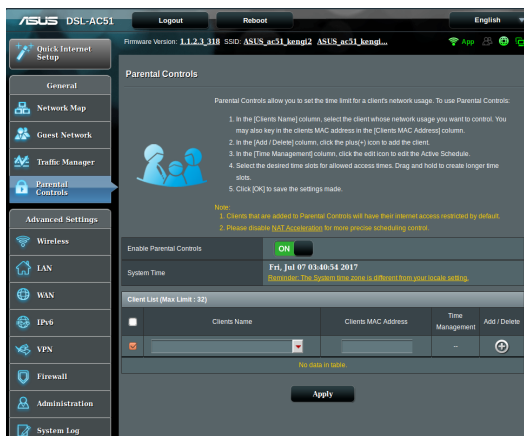 ASUS DSL-AC51
Logout
Reboot
English
Quick Internet Setup
Firmware Version: 1.1.2.3_318 SSID: ASUS_ac51_kengi2 ASUS_ac51_kengi...
App
General
Network Map
Guest Network
Traffic Manager
Parental Controls
Advanced Settings
Wireless
LAN
WAN
IPv6
VPN
Firewall
Administration
System Log
Parental Controls
Parental Controls allow you to set the time limit for a client's network usage. To use Parental Controls:
1. In the [Clients Name] column, select the client whose network usage you want to control. You
may also key in the clients MAC address in the [Clients MAC Address] column.
2. In the [Add / Delete] column, click the plus(+) icon to add the client.
3. In the [Time Management] column, click the edit icon to edit the Active Schedule.
4. Select the desired time slots for allowed access times. Drag and hold to create longer time
slots.
5. Click [OK] to save the settings made.
Note:
1. Clients that are added to Parental Controls will have their internet access restricted by default.
2. Please disable NAT Acceleration for more precise scheduling control.
Enable Parental Controls
ON
System Time
Fri, Jul 07 03:40:54 2017
Reminder: The System time zone is different from your locale setting.
Client List (Max Limit : 32)
Clients Name
Clients MAC Address
Time
Management
Add / Delete
--
No data in table.
Apply